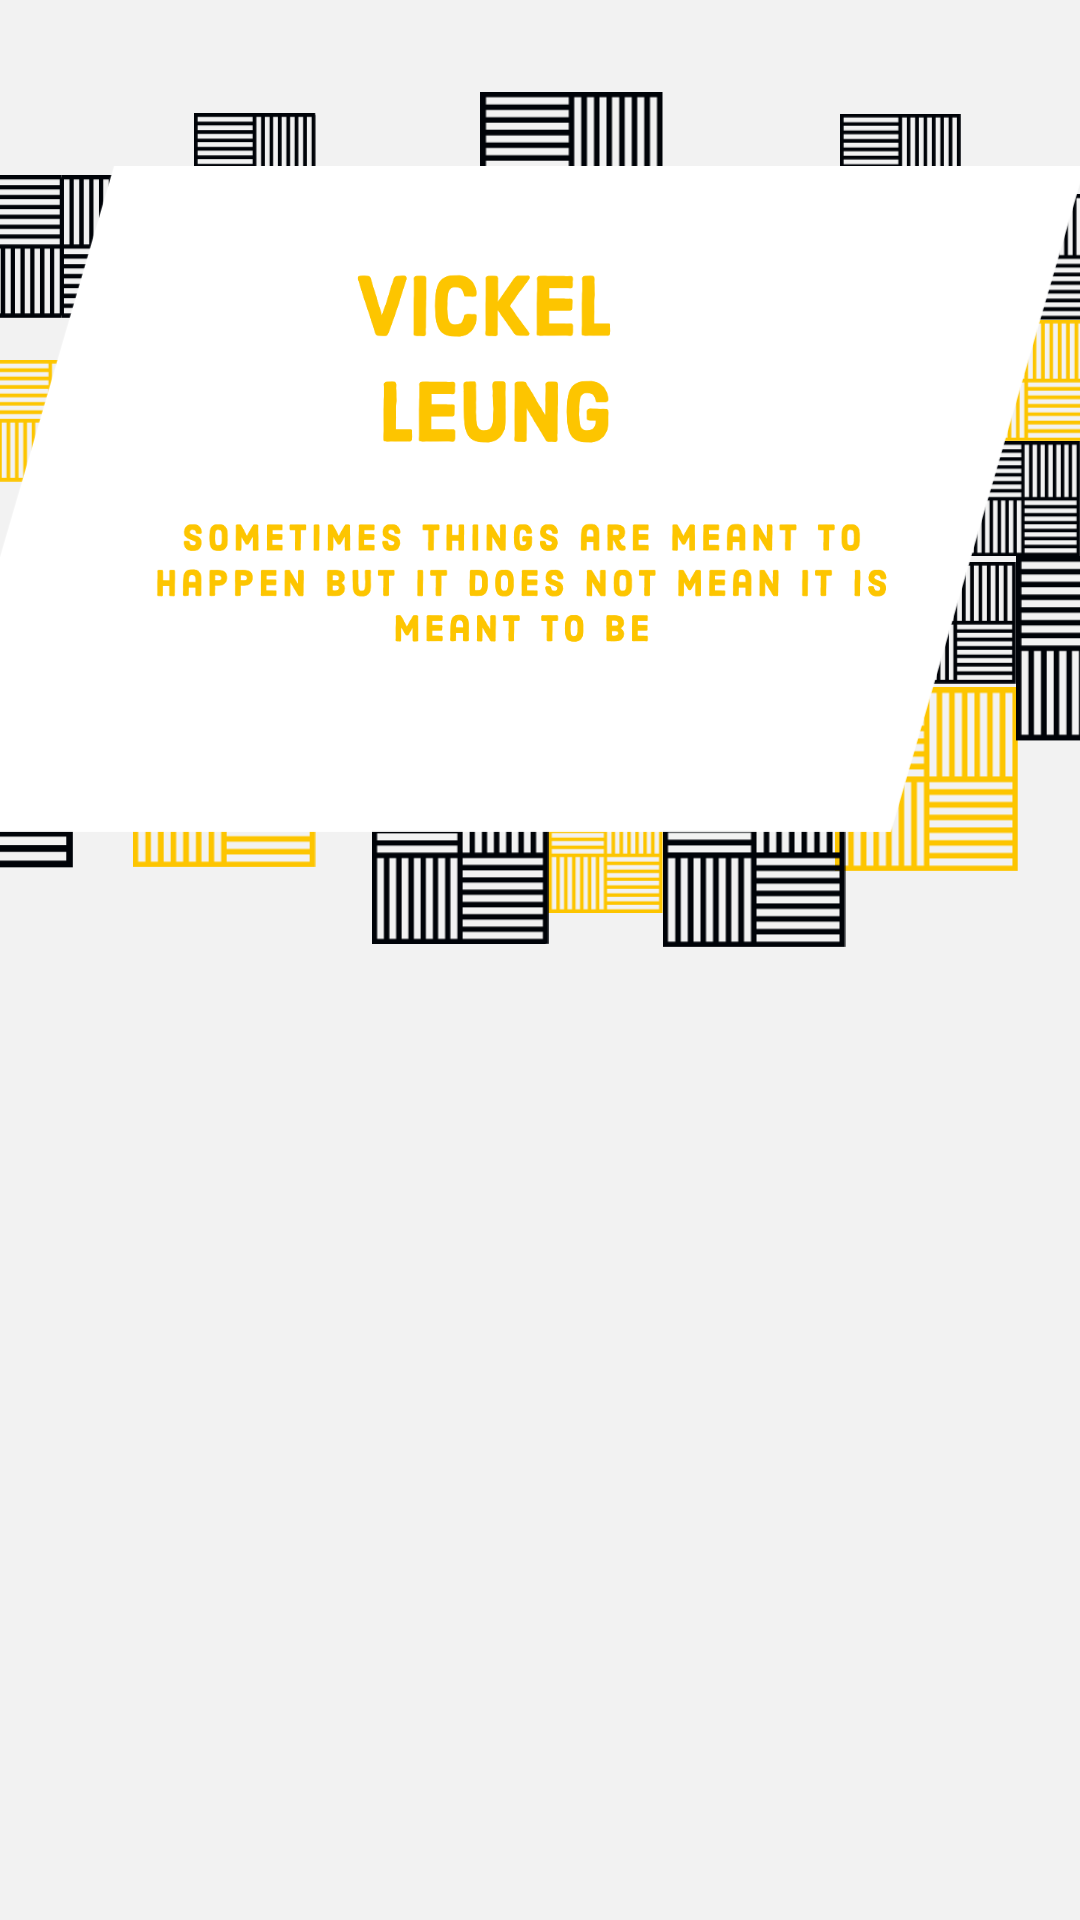 VICKEL
LEUNG
SOMETIMES THINGS ARE MEANT TO
HAPPEN BUT IT DOES NOT MEAN IT IS
MEANT TO BE